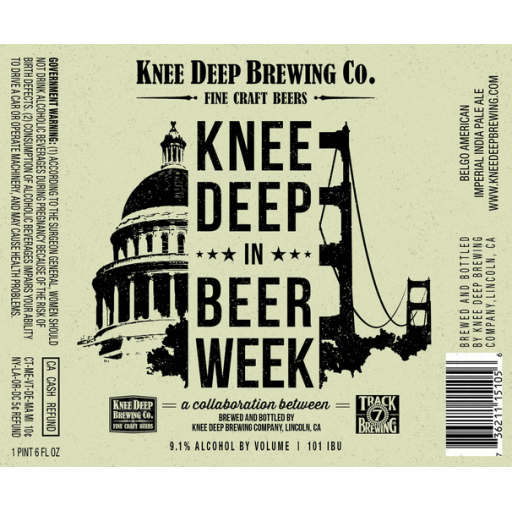 KNEE DEEP BREWING CO.
FINE CRAFT BEERS
KNEE
DEEP
IN
BEER
WEEK
a collaboration between
KNEE DEEP
BREWING CO.
FINE CRAFT BEERS
BREWED AND BOTTLED BY
KNEE DEEP BREWING COMPANY, LINCOLN, CA
TRACK
7
BREWING
9.1% ALCOHOL BY VOLUME | 101 IBU
GOVERNMENT WARNING: (1) ACCORDING TO THE SURGEON GENERAL, WOMEN SHOULD
NOT DRINK ALCOHOLIC BEVERAGES DURING PREGNANCY BECAUSE OF THE RISK OF
BIRTH DEFECTS. (2) CONSUMPTION OF ALCOHOLIC BEVERAGES IMPAIRS YOUR ABILITY
TO DRIVE A CAR OR OPERATE MACHINERY, AND MAY CAUSE HEALTH PROBLEMS.
CA CASH REFUND
CT-ME-VT-DE-MA MI 10¢
NY-IA-OR-DC 5¢ REFUND
1 PINT 6 FL OZ
BELGO AMERICAN
IMPERIAL INDIA PALE ALE
WWW.KNEEDEEPBREWING.COM
BREWED AND BOTTLED
BY KNEE DEEP BREWING
COMPANY, LINCOLN, CA
7 36211 15105 6